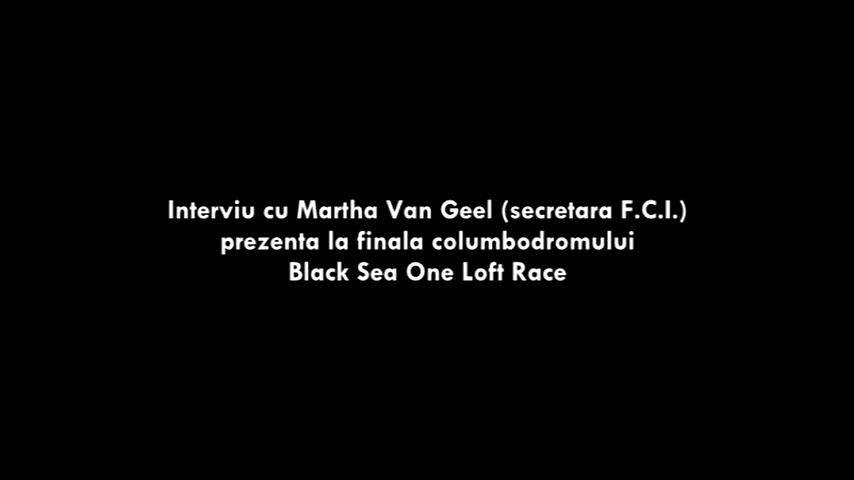 Interviu cu Martha Van Geel (secretara F.C.I.)
prezenta la finala columbodromului
Black Sea One Loft Race